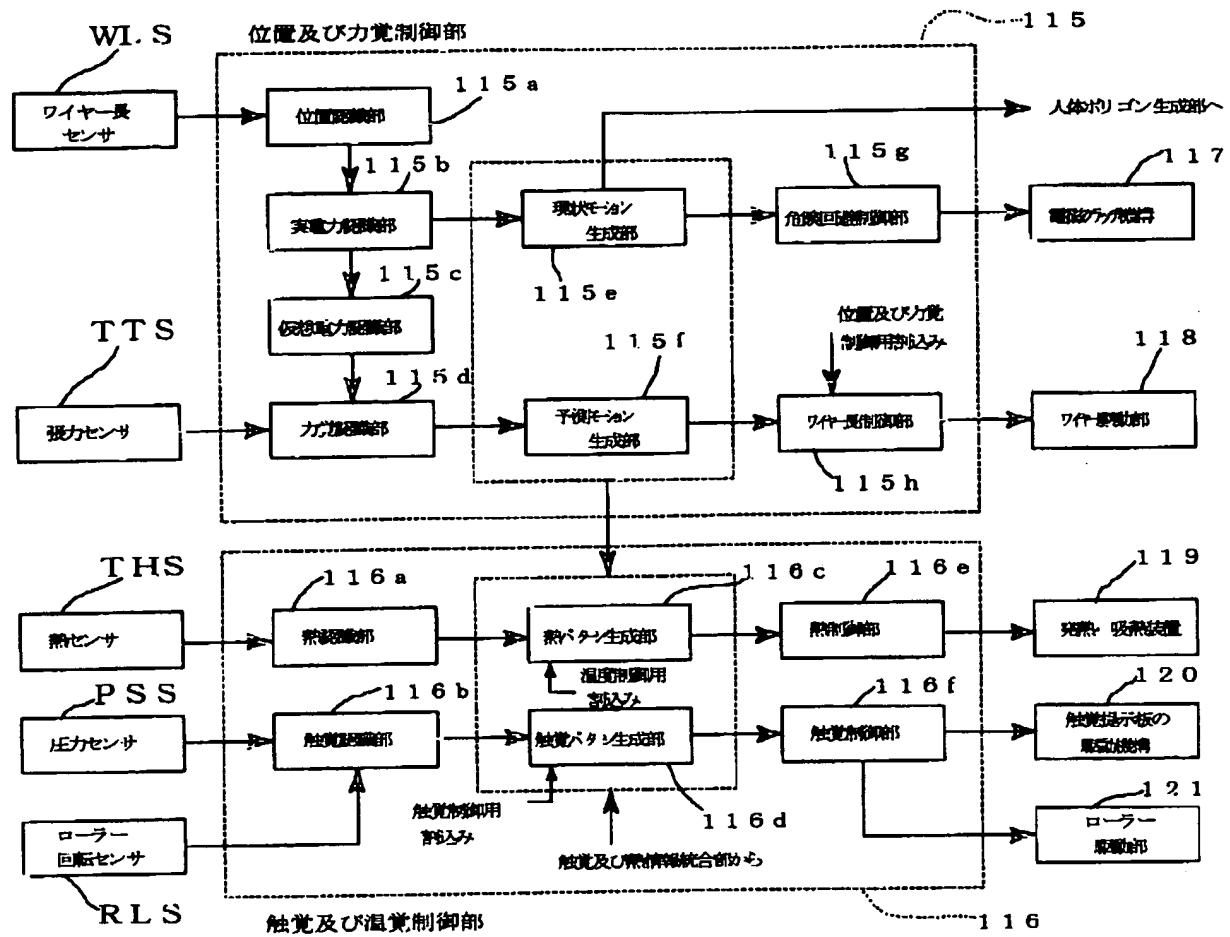 115
WLS
位置及び力覚制御部
115a
ワイヤー長
センサ
位置認識部
人体ポリゴン生成部へ
115b
115g
117
実電力認識部
現状モーション
生成部
危険回避制御部
電磁クラッチ機構
115c
115e
仮想電力認識部
位置及び力覚
制御用割込み
TTS
115f
118
115d
張力センサ
力覚認識部
予測モーション
生成部
ワイヤー長制御部
ワイヤー駆動部
115h
THS
116a
116c
116e
119
熱センサ
熱認識部
熱パタン生成部
熱制御部
発熱・吸熱装置
温度制御用
割込み
PSS
116b
116f
120
圧力センサ
触覚認識部
触覚パタン生成部
触覚制御部
触覚提示板の
駆動機構
触覚制御用
割込み
116d
121
ローラー
回転センサ
触覚及び熱情報統合部から
ローラー
駆動部
RLS
触覚及び温覚制御部
116